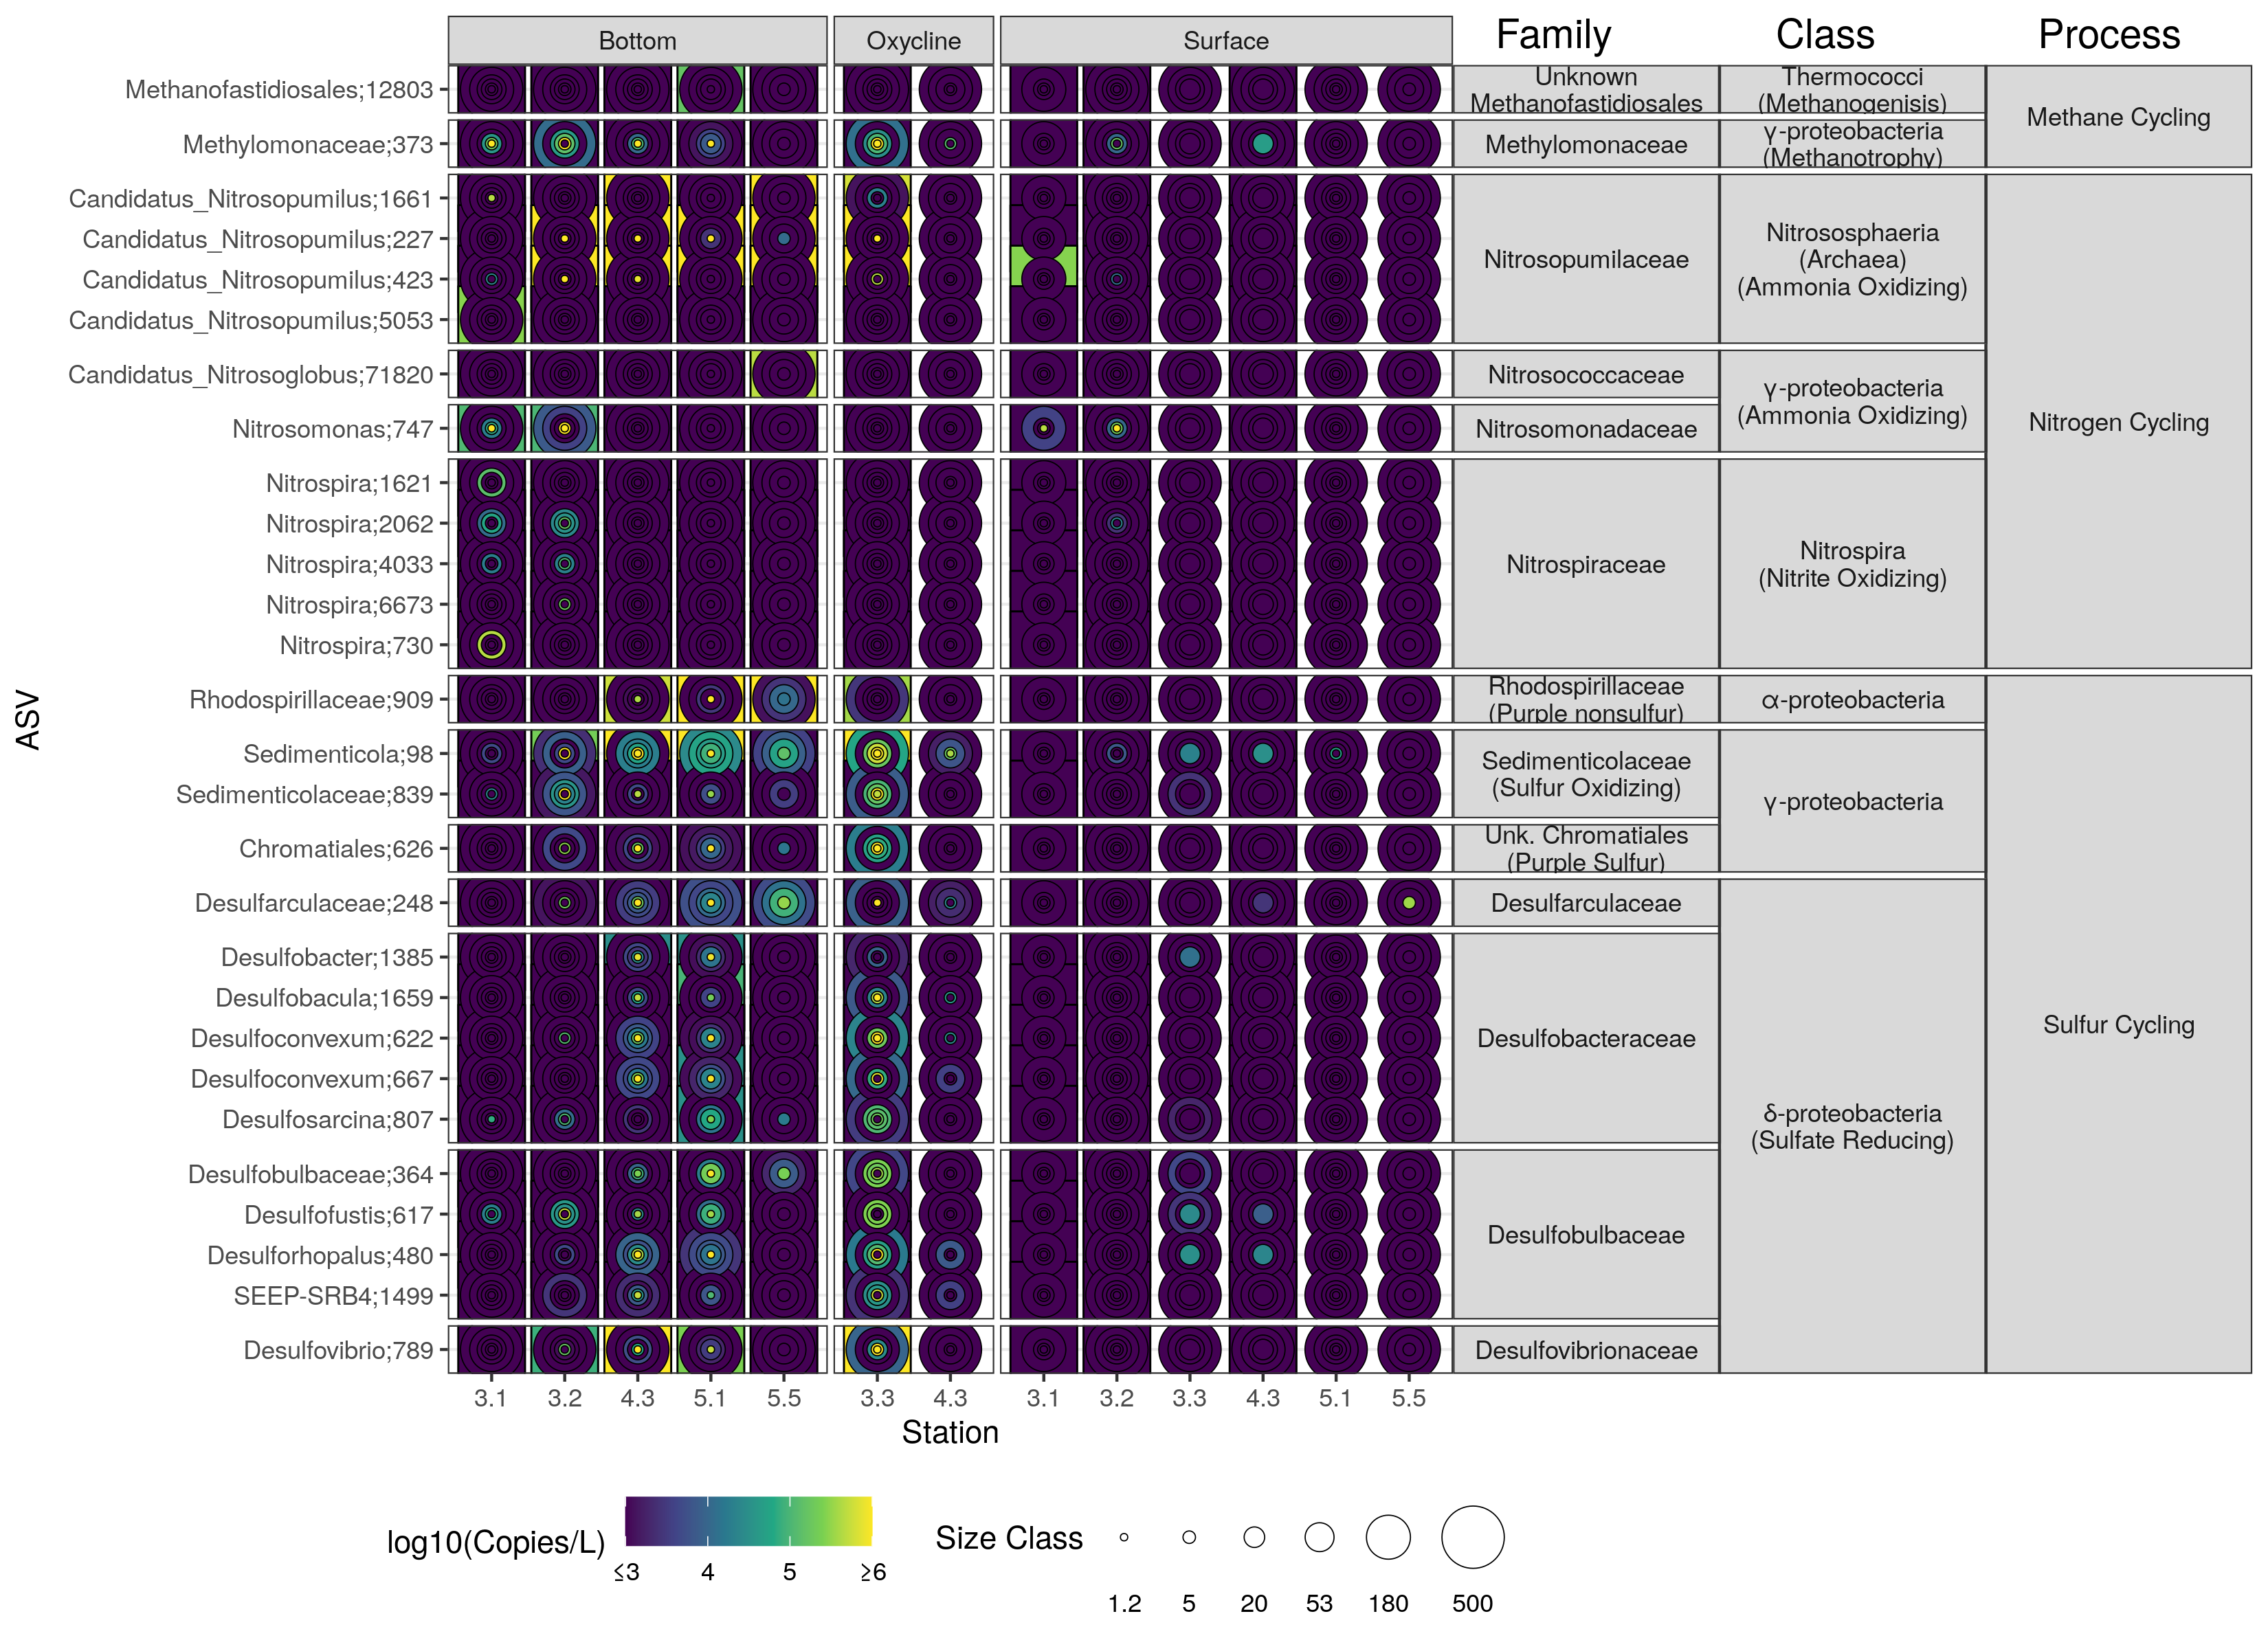 Bottom
Oxycline
Surface
Family
Class
Process
Methanofastidiosales;12803
Unknown
Methanofastidiosales
Thermococci
(Methanogenisis)
Methane Cycling
Methylomonaceae;373
Methylomonaceae
γ-proteobacteria
(Methanotrophy)
Candidatus_Nitrosopumilus;1661
Candidatus_Nitrosopumilus;227
Candidatus_Nitrosopumilus;423
Candidatus_Nitrosopumilus;5053
Nitrosopumilaceae
Nitrososphaeria
(Archaea)
(Ammonia Oxidizing)
Nitrogen Cycling
Candidatus_Nitrosoglobus;71820
Nitrosococcaceae
γ-proteobacteria
(Ammonia Oxidizing)
Nitrosomonas;747
Nitrosomonadaceae
Nitrospira;1621
Nitrospira;2062
Nitrospira;4033
Nitrospira;6673
Nitrospira;730
Nitrospiraceae
Nitrospira
(Nitrite Oxidizing)
ASV
Rhodospirillaceae;909
Rhodospirillaceae
(Purple nonsulfur)
α-proteobacteria
Sulfur Cycling
Sedimenticola;98
Sedimenticolaceae;839
Sedimenticolaceae
(Sulfur Oxidizing)
γ-proteobacteria
Chromatiales;626
Unk. Chromatiales
(Purple Sulfur)
Desulfarculaceae;248
Desulfarculaceae
δ-proteobacteria
(Sulfate Reducing)
Desulfobacter;1385
Desulfobacula;1659
Desulfoconvexum;622
Desulfoconvexum;667
Desulfosarcina;807
Desulfobacteraceae
Desulfobulbaceae;364
Desulfofustis;617
Desulforhopalus;480
SEEP-SRB4;1499
Desulfobulbaceae
Desulfovibrio;789
Desulfovibrionaceae
3.1 3.2 4.3 5.1 5.5 3.3 4.3 3.1 3.2 3.3 4.3 5.1 5.5
Station
log10(Copies/L)
≤3 4 5 ≥6
Size Class
1.2 5 20 53 180 500